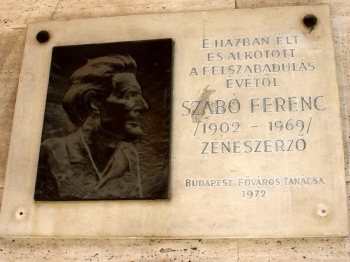 E HÁZBAN ÉLT
ÉS ALKOTOTT
A FELSZABADULÁS
ÉVÉTŐL
SZABÓ FERENC
/1902 – 1969/
ZENESZERZŐ
BUDAPEST FŐVÁROS TANÁCSA
1972